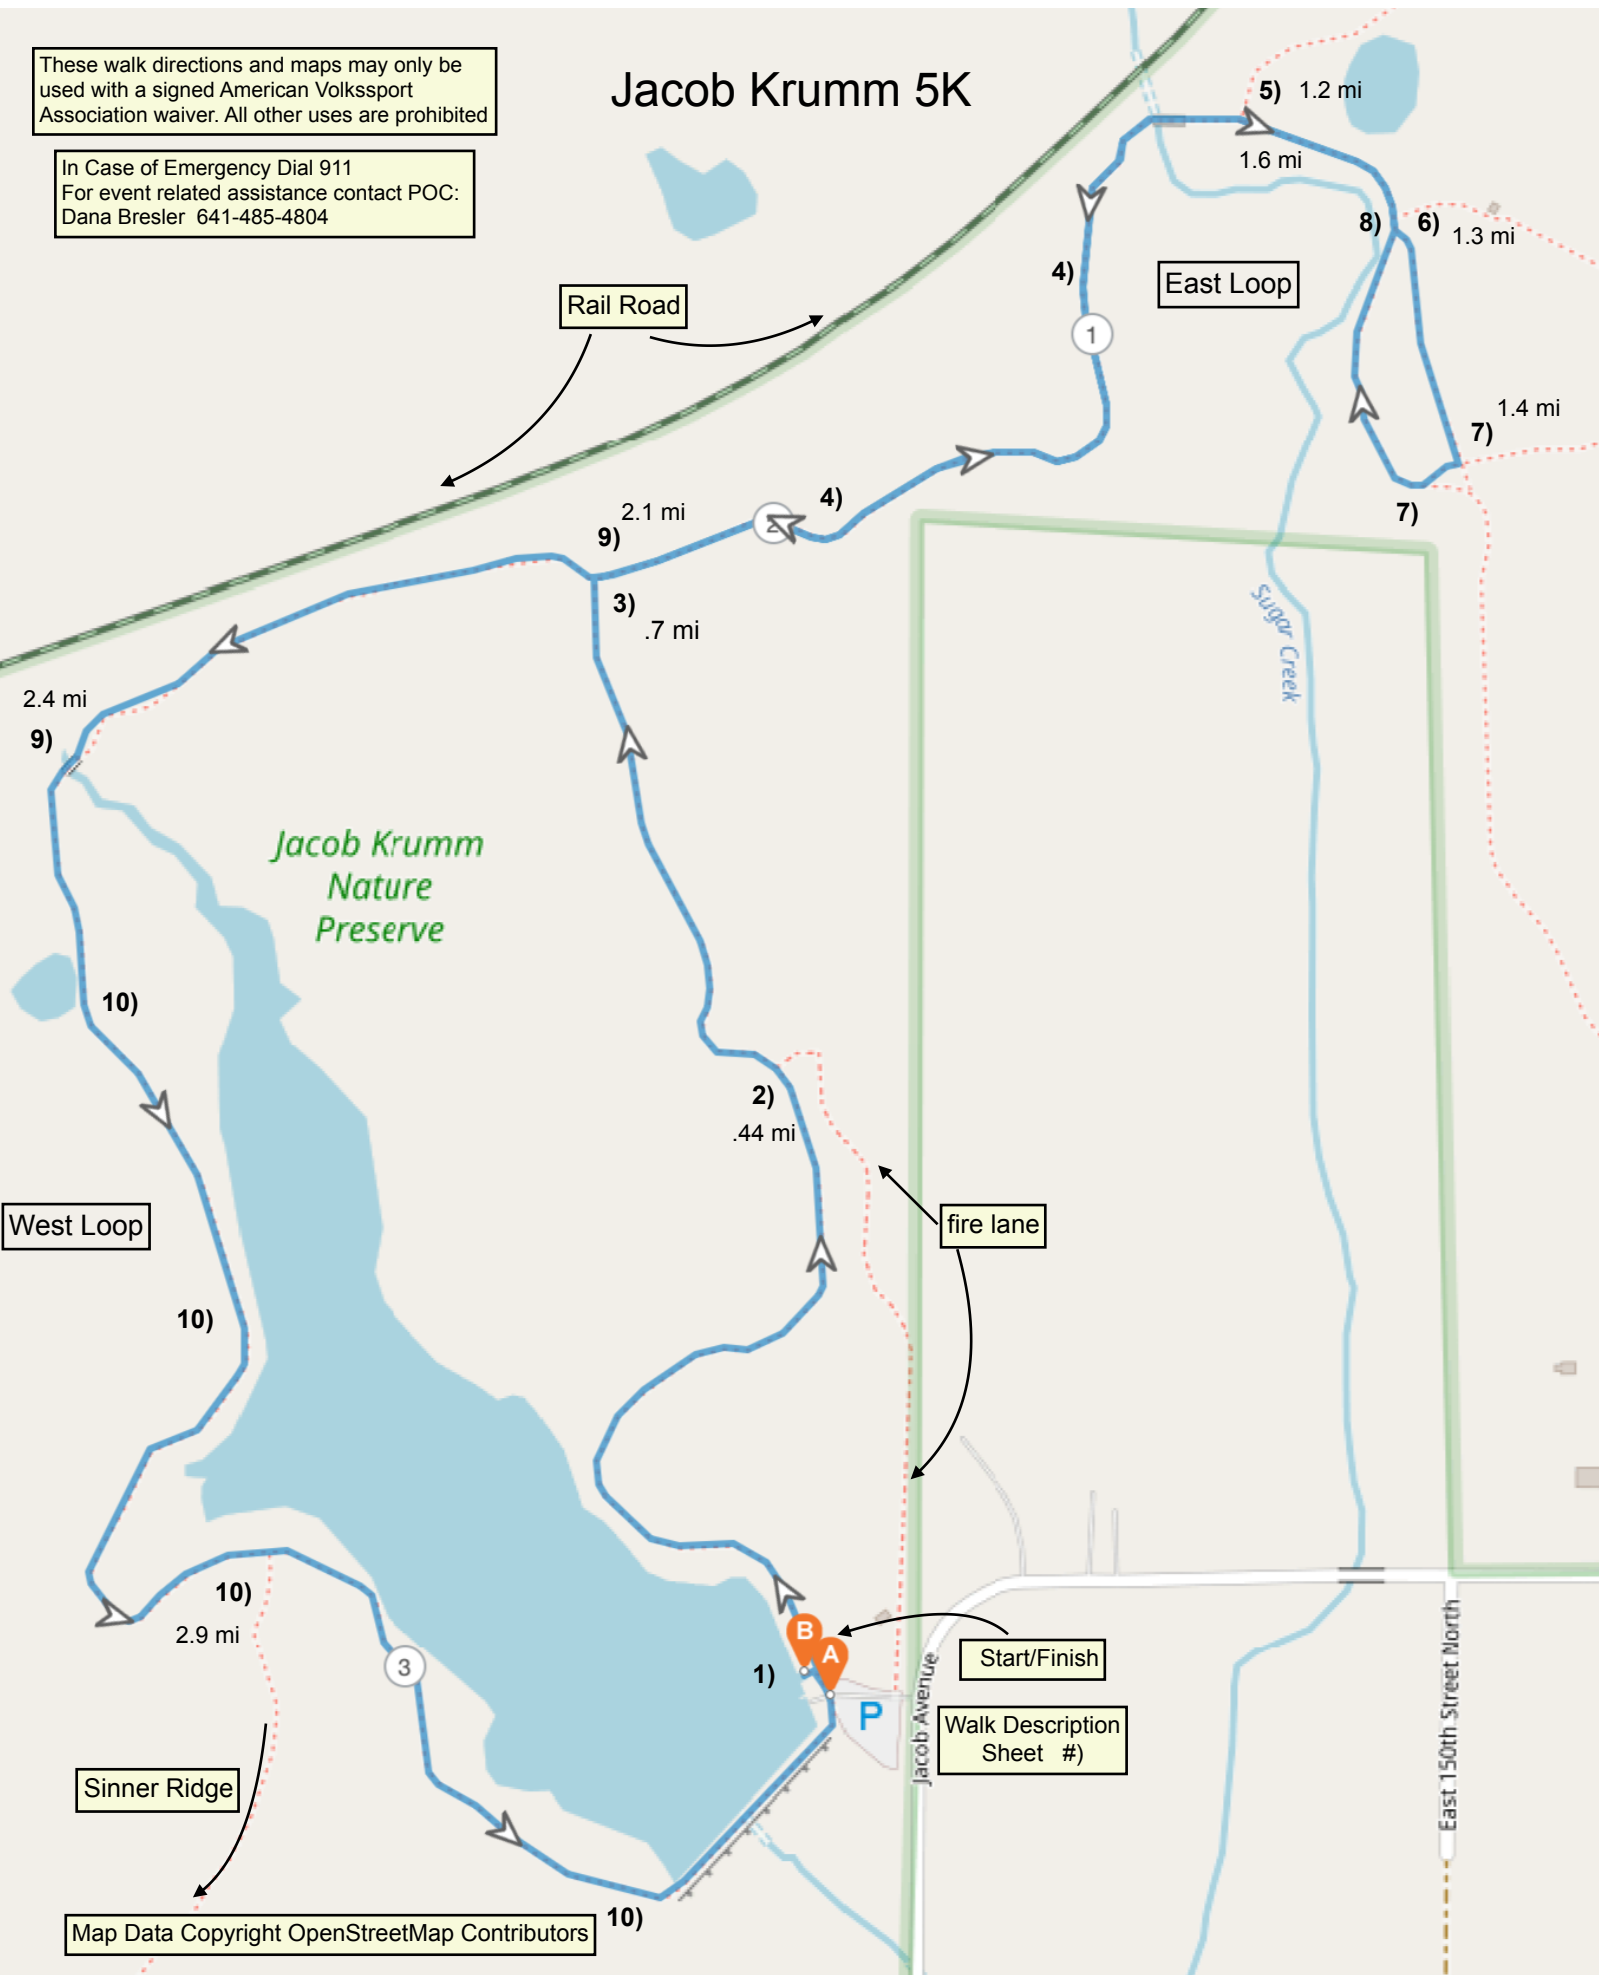 These walk directions and maps may only be
used with a signed American Volkssport
Association waiver. All other uses are prohibited
Jacob Krumm 5K
5) 1.2 mi
1.6 mi
In Case of Emergency Dial 911
For event related assistance contact POC:
Dana Bresler 641-485-4804
8) 6) 1.3 mi
4)
East Loop
Rail Road
1
1.4 mi
7)
7)
4)
2.1 mi
2
9)
3)
.7 mi
Sugar Creek
2.4 mi
9)
Jacob Krumm
Nature
Preserve
10)
2)
.44 mi
West Loop
fire lane
10)
10)
2.9 mi
3
B
A
1)
Start/Finish
P
Jacob Avenue
Walk Description
Sheet #)
East 150th Street North
Sinner Ridge
10)
Map Data Copyright OpenStreetMap Contributors